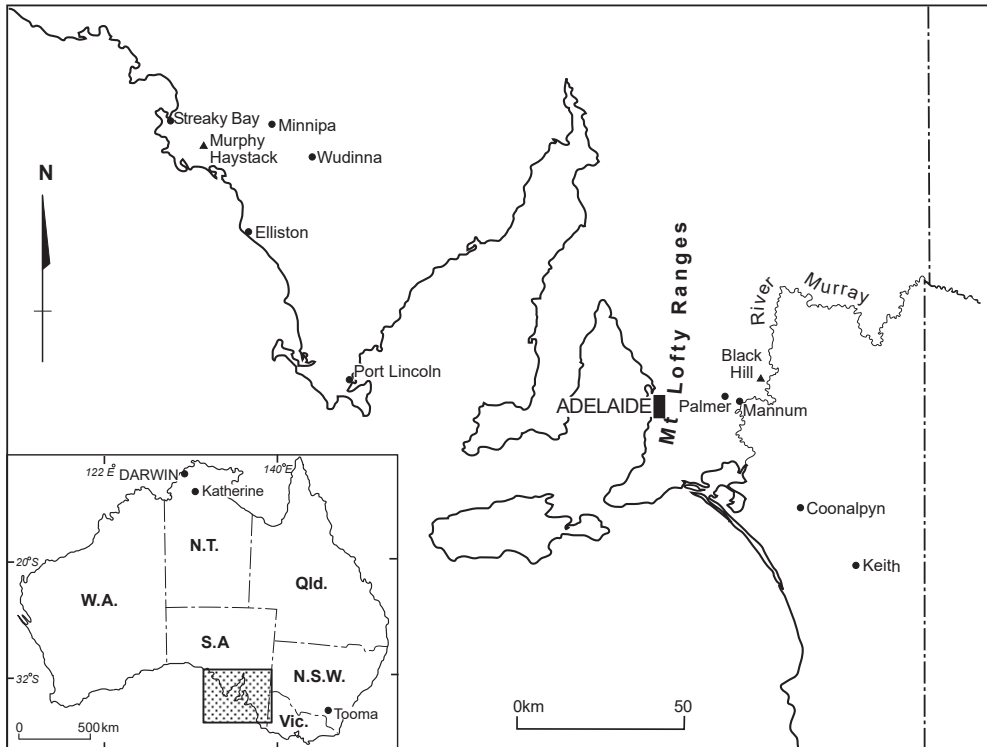 Streaky Bay
Minnipa
Murphy
Haystack
Wudinna
N
Elliston
Mt Lofty Ranges
River Murray
Black
Hill
Port Lincoln
ADELAIDE
Palmer
Mannum
Coonalpyn
Keith
0km 50
122°E
140°E
DARWIN
Katherine
N.T.
20°S
Qld.
W.A.
S.A
32°S
N.S.W.
Tooma
Vic.
0 500km